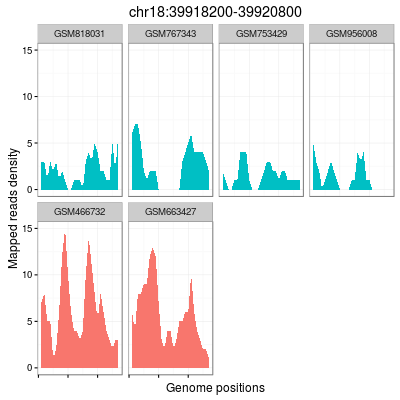 chr18:39918200-39920800
GSM818031 GSM767343 GSM753429 GSM956008
15
10
5
0
GSM466732 GSM663427
15
10
5
0
Mapped reads density
Genome positions